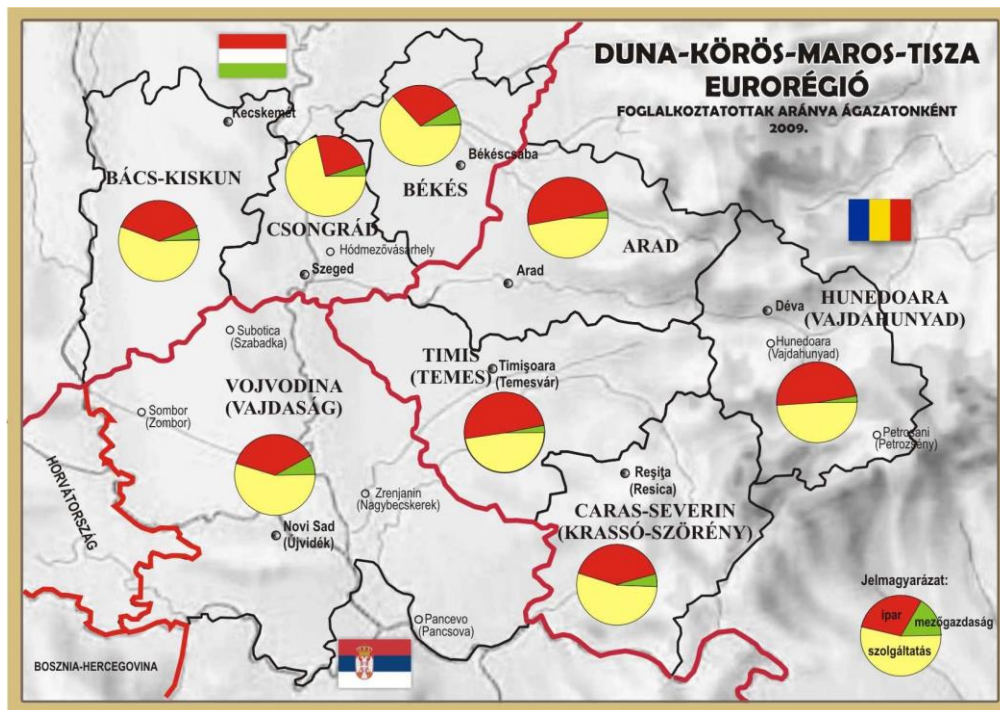 DUNA-KÖRÖS-MAROS-TISZA
EURORÉGIÓ
FOGLALKOZTATOTTAK ARÁNYA ÁGAZATONKÉNT
2009.
Kecskemét
BÁCS-KISKUN
CSONGRÁD
Hódmezővásárhely
Szeged
Békéscsaba
BÉKÉS
ARAD
Arad
HUNEDOARA
(VAJDAHUNYAD)
Déva
Hunedoara
(Vajdahunyad)
Petroşani
(Petrozsény)
Subotica
(Szabadka)
VOJVODINA
(VAJDASÁG)
Sombor
(Zombor)
TIMIS
(TEMES)
Timişoara
(Temesvár)
Zrenjanin
(Nagybecskerek)
Novi Sad
(Újvidék)
Reşiţa
(Resica)
CARAS-SEVERIN
(KRASSÓ-SZÖRÉNY)
HORVÁTORSZÁG
Pancevo
(Pancsova)
BOSZNIA-HERCEGOVINA
Jelmagyarázat:
ipar
mezőgazdaság
szolgáltatás